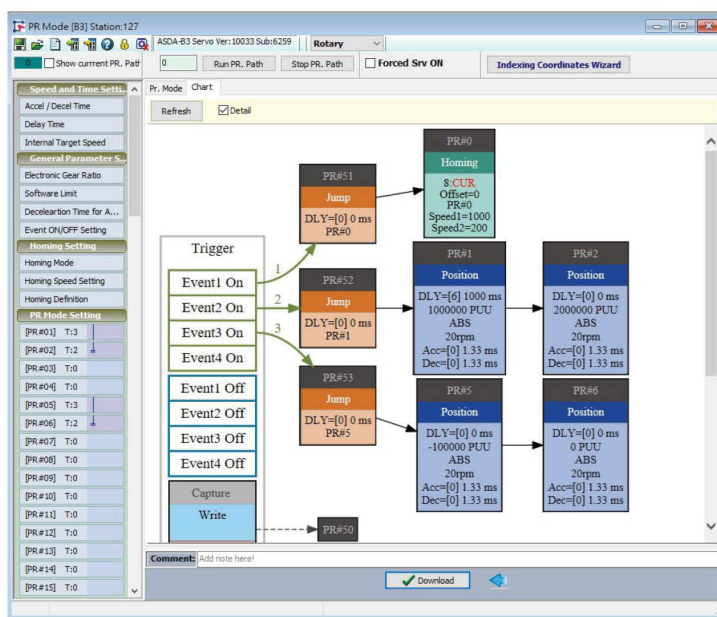 PR Mode [B3] Station:127
ASDA-B3 Servo Ver:10033 Sub:6259
Rotary
0
Show currrent PR. Path
0
Run PR. Path
Stop PR. Path
Forced Srv ON
Indexing Coordinates Wizard
Speed and Time Setti...
Accel / Decel Time
Delay Time
Internal Target Speed
General Parameter S...
Electronic Gear Ratio
Software Limit
Deceleartion Time for A...
Event ON/OFF Setting
Homing Setting
Homing Mode
Homing Speed Setting
Homing Definition
PR Mode Setting
[PR#01] T:3
[PR#02] T:2
[PR#03] T:0
[PR#04] T:0
[PR#05] T:3
[PR#06] T:2
[PR#07] T:0
[PR#08] T:0
[PR#09] T:0
[PR#10] T:0
[PR#11] T:0
[PR#12] T:0
[PR#13] T:0
[PR#14] T:0
[PR#15] T:0
Pr. Mode
Chart
Refresh
Detail
Trigger
Event1 On
Event2 On
Event3 On
Event4 On
Event1 Off
Event2 Off
Event3 Off
Event4 Off
Capture
Write
1
2
3
PR#51
Jump
DLY=[0] 0 ms
PR#0
PR#0
Homing
8:CUR
Offset=0
PR#0
Speed1=1000
Speed2=200
PR#52
Jump
DLY=[0] 0 ms
PR#1
PR#1
Position
DLY=[6] 1000 ms
1000000 PUU
ABS
20rpm
Acc=[0] 1.33 ms
Dec=[0] 1.33 ms
PR#2
Position
DLY=[0] 0 ms
2000000 PUU
ABS
20rpm
Acc=[0] 1.33 ms
Dec=[0] 1.33 ms
PR#53
Jump
DLY=[0] 0 ms
PR#5
PR#5
Position
DLY=[0] 0 ms
-100000 PUU
ABS
20rpm
Acc=[0] 1.33 ms
Dec=[0] 1.33 ms
PR#6
Position
DLY=[0] 0 ms
0 PUU
ABS
20rpm
Acc=[0] 1.33 ms
Dec=[0] 1.33 ms
PR#50
Comment:
Add note here!
Download